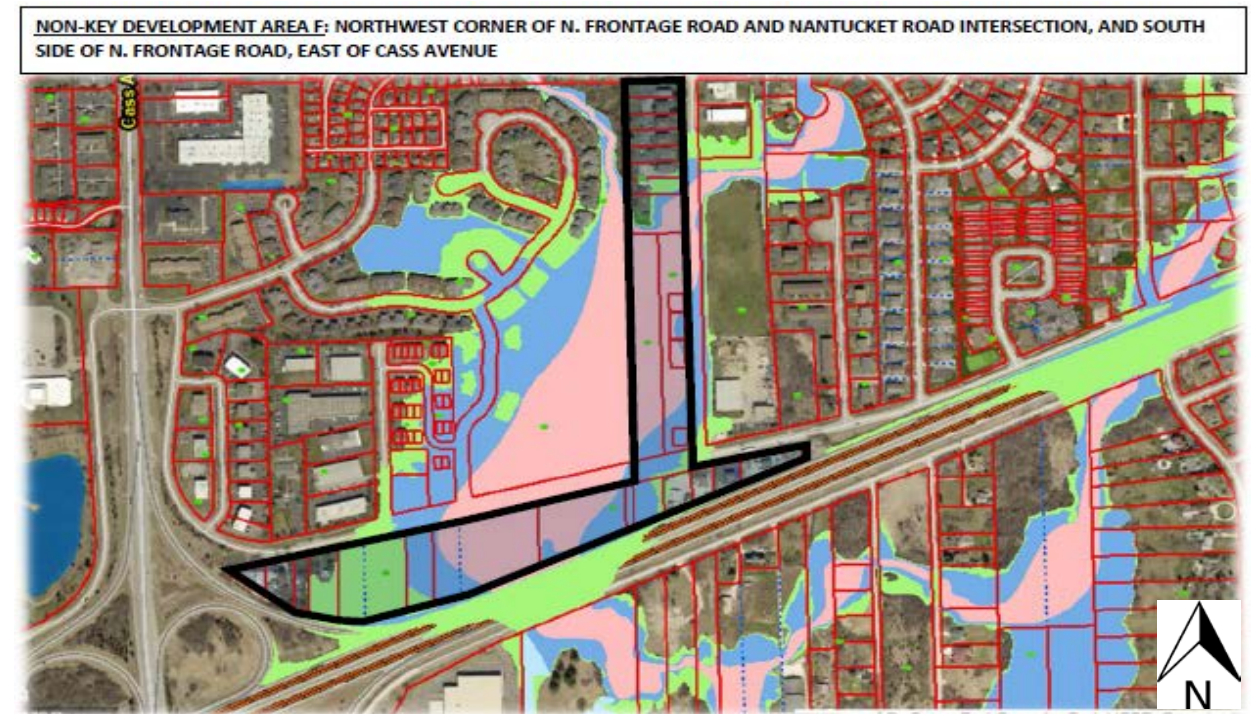 NON-KEY DEVELOPMENT AREA F: NORTHWEST CORNER OF N. FRONTAGE ROAD AND NANTUCKET ROAD INTERSECTION, AND SOUTH
SIDE OF N. FRONTAGE ROAD, EAST OF CASS AVENUE
Cass A
N